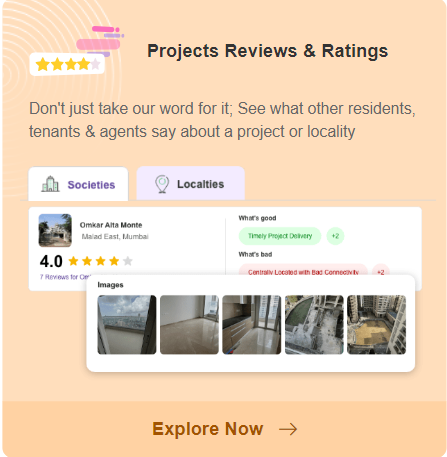 Projects Reviews & Ratings
Don't just take our word for it; See what other residents,
tenants & agents say about a project or locality
Societies
Localties
Omkar Alta Monte
Malad East, Mumbai
4.0
7 Reviews for
What's good
Timely Project Delivery
+2
What's bad
Centrally Located with Bad Connectivity
+2
Images
Explore Now →